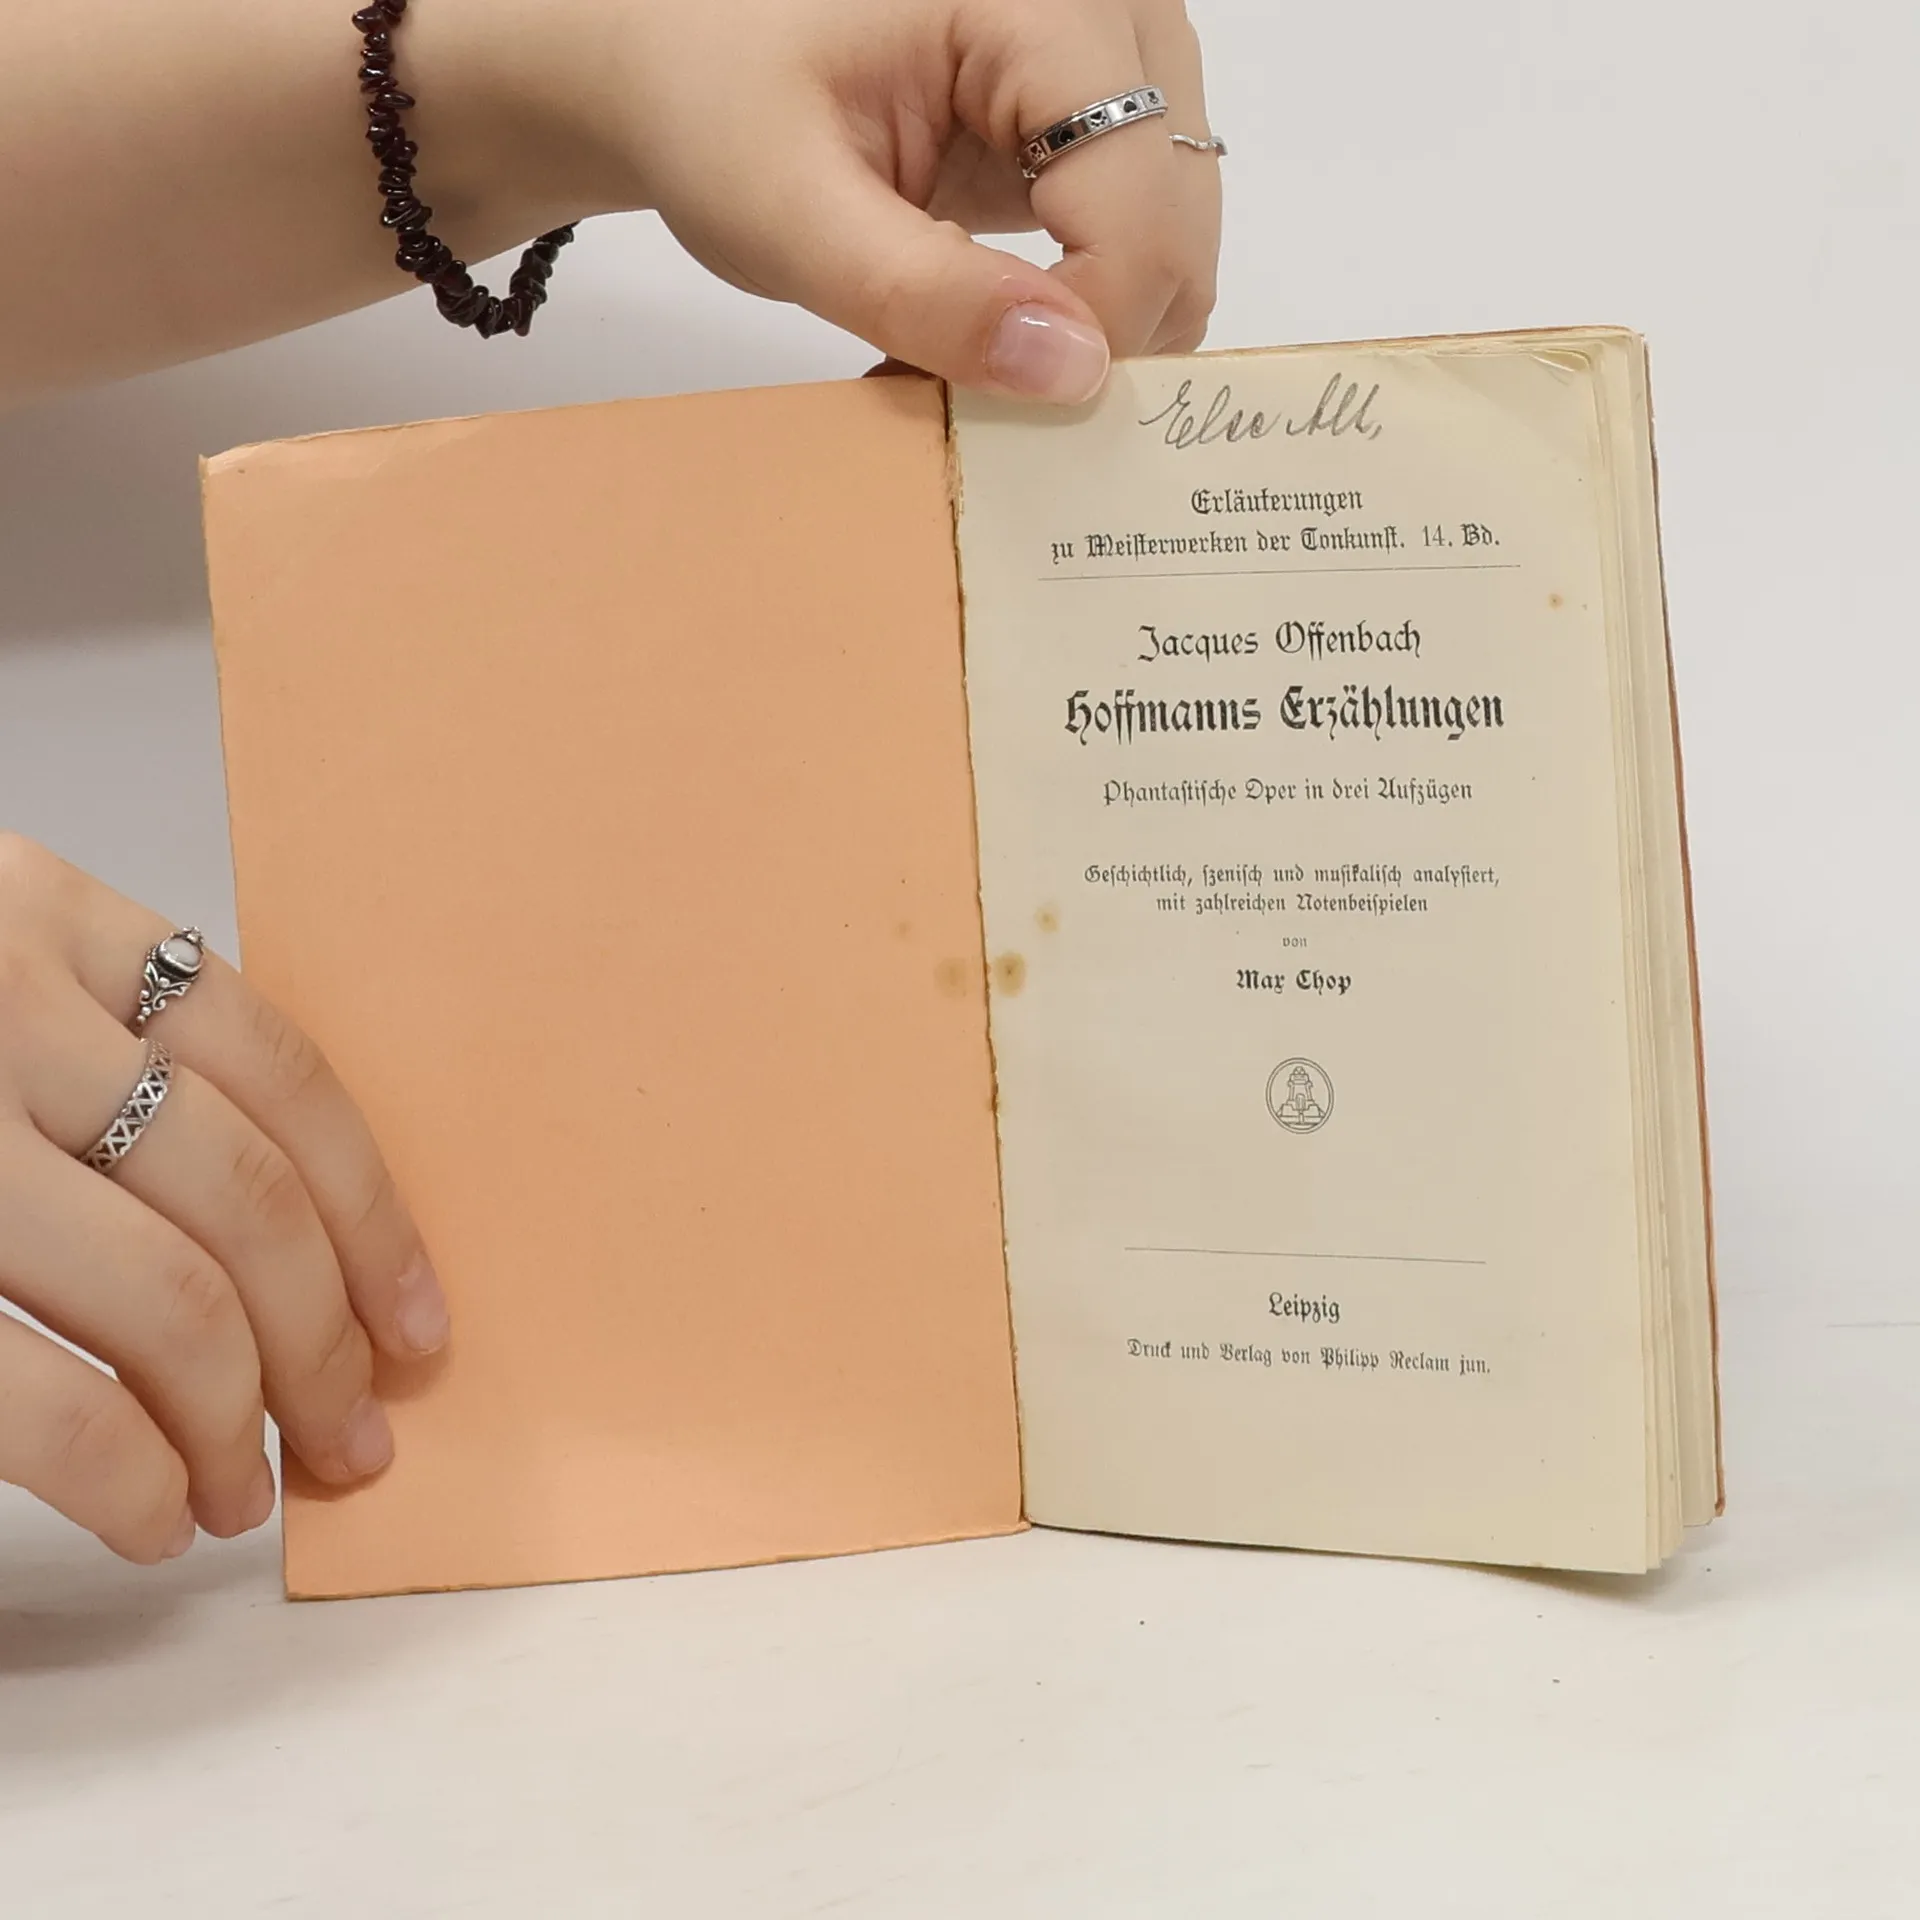 Else Alt,
Erläuterungen
zu Meisterwerken der Tonkunst. 14. Bd.
Jacques Offenbach
Hoffmanns Erzählungen
Phantastische Oper in drei Aufzügen
Geschichtlich, szenisch und musikalisch analysiert,
mit zahlreichen Notenbeispielen
von
Max Chop
Leipzig
Druck und Verlag von Philipp Reclam jun.